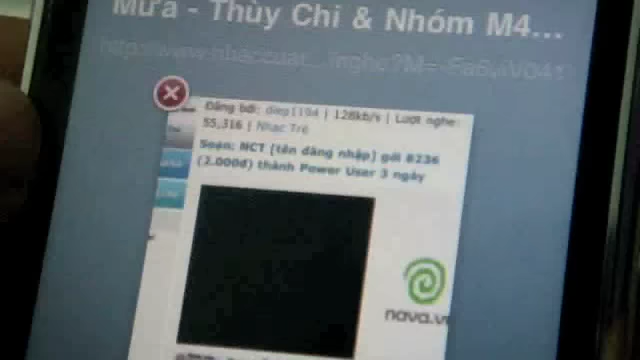 Mưa - Thùy Chi & Nhóm M4...
Đăng bởi: diep1194 | 128kb/s | Lượt nghe:
55,316 | Nhạc Trẻ
Soạn: NCT [tên đăng nhập] gửi 8236
(2.000đ) thành Power User 3 ngày
nava.vn